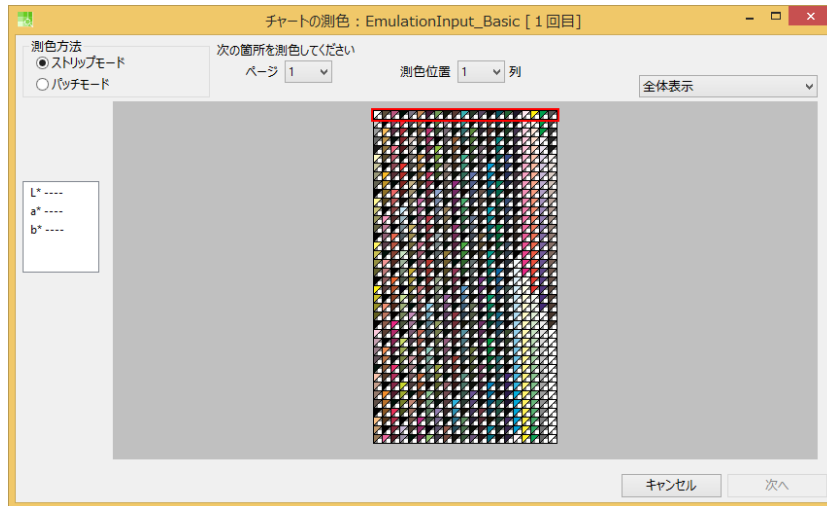 チャートの測色：EmulationInput_Basic [ 1 回目]
測色方法
ストリップモード
パッチモード
次の箇所を測色してください
ページ 1 測色位置 1 列
全体表示
L* ----
a* ----
b* ----
キャンセル 次へ